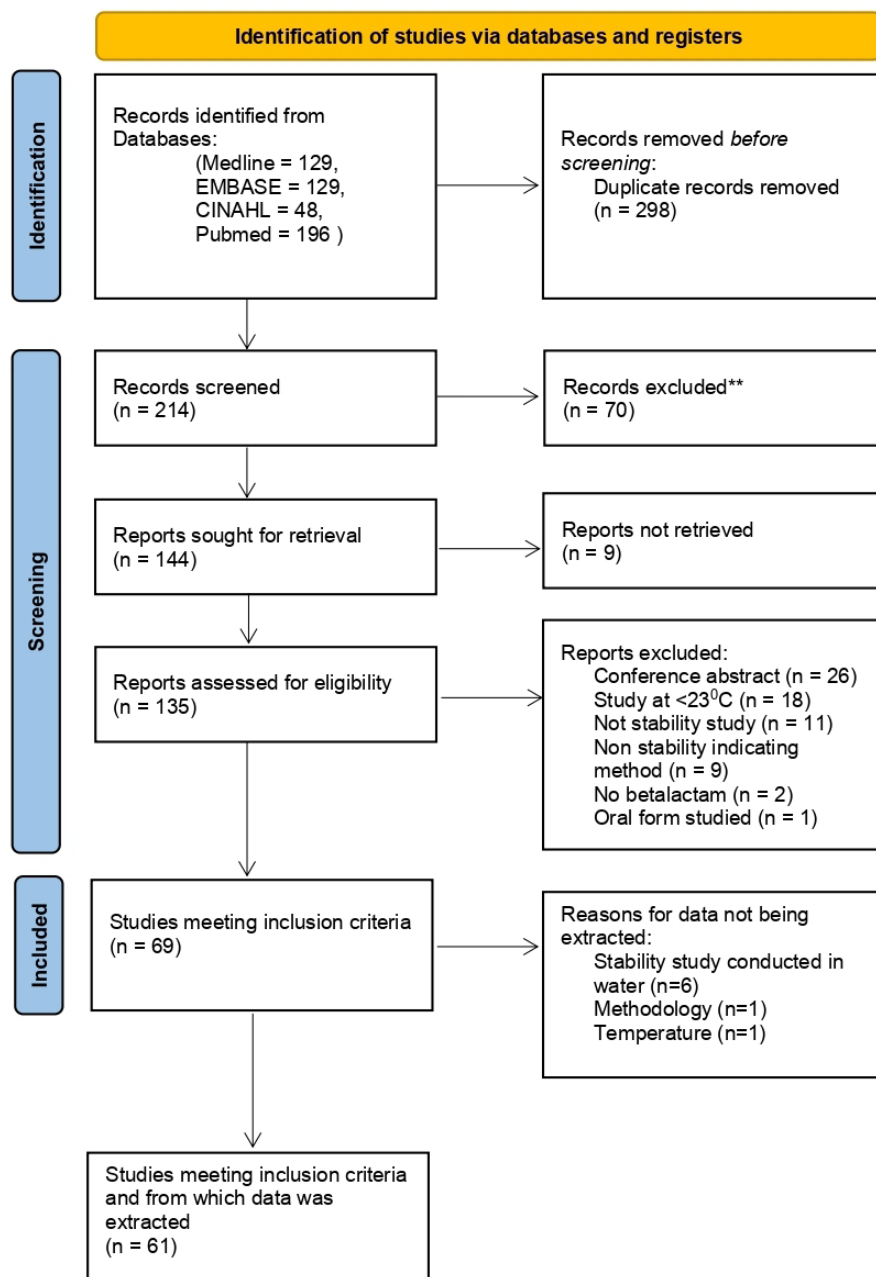 Identification of studies via databases and registers
Identification
Records identified from
Databases:
(Medline = 129,
EMBASE = 129,
CINAHL = 48,
Pubmed = 196 )
Records removed before
screening:
Duplicate records removed
(n = 298)
Screening
Records screened
(n = 214)
Records excluded**
(n = 70)
Reports sought for retrieval
(n = 144)
Reports not retrieved
(n = 9)
Reports assessed for eligibility
(n = 135)
Reports excluded:
Conference abstract (n = 26)
Study at <23⁰C (n = 18)
Not stability study (n = 11)
Non stability indicating
method (n = 9)
No betalactam (n = 2)
Oral form studied (n = 1)
Included
Studies meeting inclusion criteria
(n = 69)
Reasons for data not being
extracted:
Stability study conducted in
water (n=6)
Methodology (n=1)
Temperature (n=1)
Studies meeting inclusion criteria
and from which data was
extracted
(n = 61)